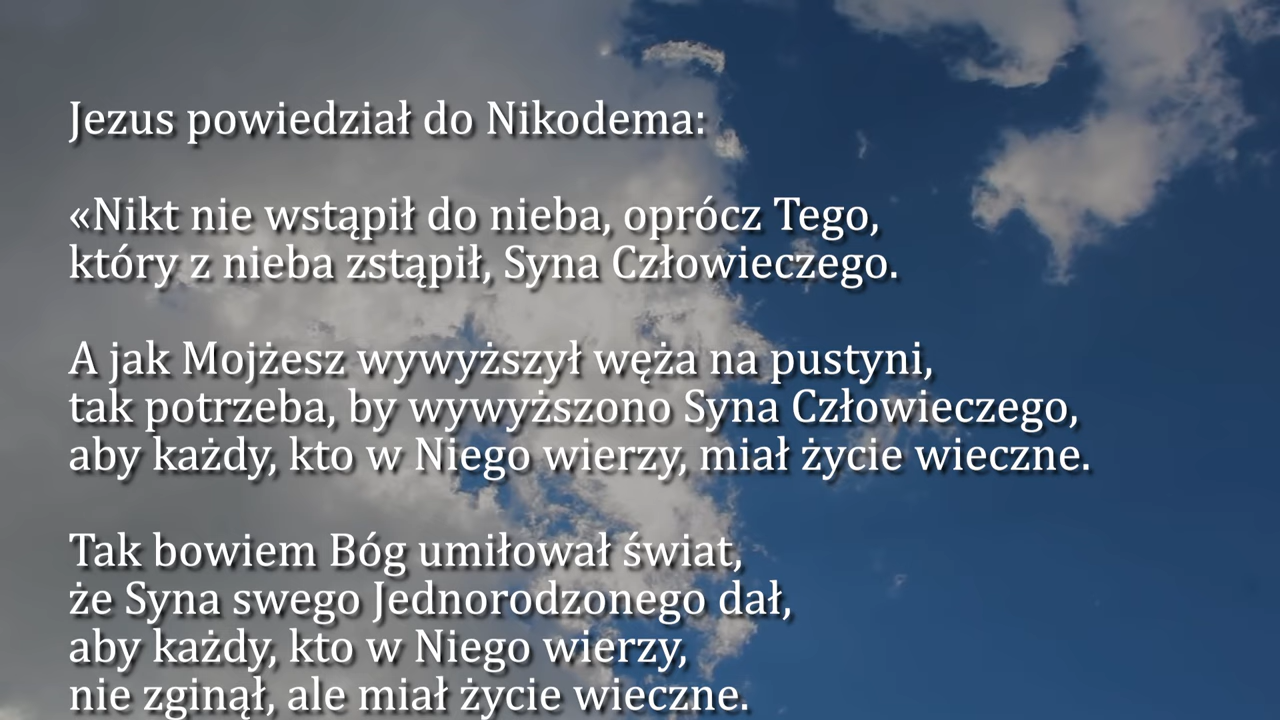 Jezus powiedział do Nikodema:
«Nikt nie wstąpił do nieba, oprócz Tego,
który z nieba zstąpił, Syna Człowieczego.
A jak Mojżesz wywyższył węża na pustyni,
tak potrzeba, by wywyższono Syna Człowieczego,
aby każdy, kto w Niego wierzy, miał życie wieczne.
Tak bowiem Bóg umiłował świat,
że Syna swego Jednorodzonego dał,
aby każdy, kto w Niego wierzy,
nie zginął, ale miał życie wieczne.